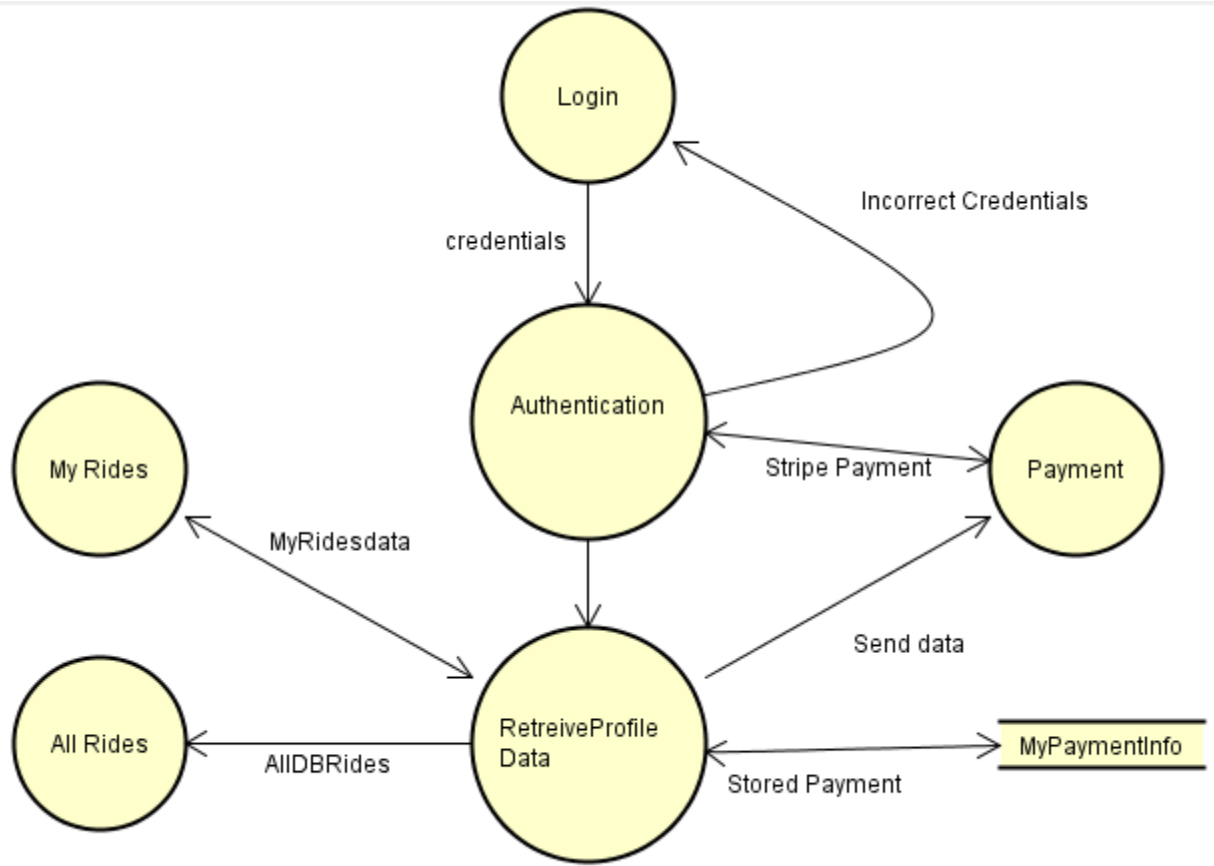 Login
Incorrect Credentials
credentials
Authentication
My Rides
Stripe Payment
Payment
MyRidesdata
Send data
RetreiveProfile
Data
All Rides
AllDBRides
MyPaymentInfo
Stored Payment